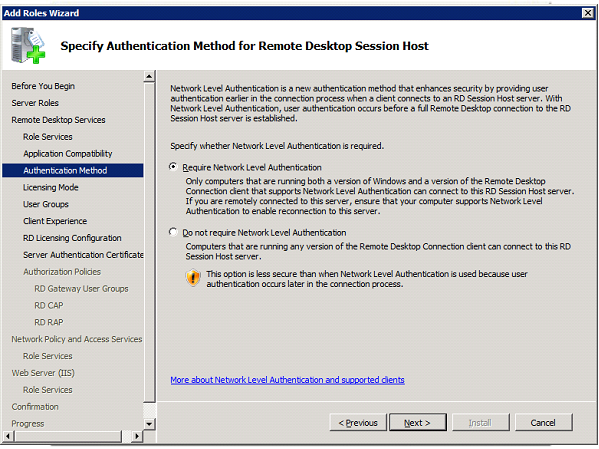 Add Roles Wizard
Specify Authentication Method for Remote Desktop Session Host
Before You Begin
Server Roles
Remote Desktop Services
Role Services
Application Compatibility
Authentication Method
Licensing Mode
User Groups
Client Experience
RD Licensing Configuration
Server Authentication Certificate
Authorization Policies
RD Gateway User Groups
RD CAP
RD RAP
Network Policy and Access Services
Role Services
Web Server (IIS)
Role Services
Confirmation
Progress
Network Level Authentication is a new authentication method that enhances security by providing user
authentication earlier in the connection process when a client connects to an RD Session Host server. With
Network Level Authentication, user authentication occurs before a full Remote Desktop connection to the RD
Session Host server is established.
Specify whether Network Level Authentication is required.
Require Network Level Authentication
Only computers that are running both a version of Windows and a version of the Remote Desktop
Connection client that supports Network Level Authentication can connect to this RD Session Host server.
If you are remotely connected to this server, ensure that your computer supports Network Level
Authentication to enable reconnection to this server.
Do not require Network Level Authentication
Computers that are running any version of the Remote Desktop Connection client can connect to this RD
Session Host server.
This option is less secure than when Network Level Authentication is used because user
authentication occurs later in the connection process.
More about Network Level Authentication and supported clients
< Previous
Next >
Install
Cancel